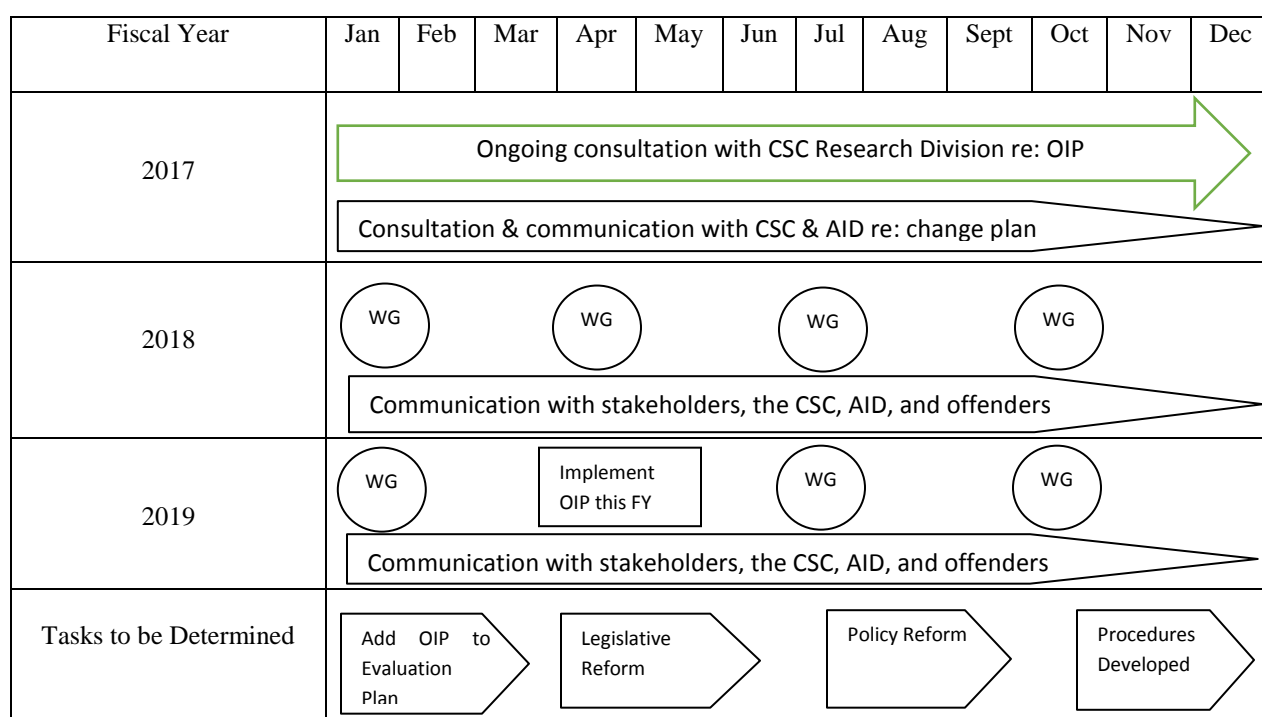 Fiscal Year Jan Feb Mar Apr May Jun Jul Aug Sept Oct Nov Dec
2017
Ongoing consultation with CSC Research Division re: OIP
Consultation & communication with CSC & AID re: change plan
2018
WG WG WG WG
Communication with stakeholders, the CSC, AID, and offenders
2019
WG
Implement
OIP this FY
WG WG
Communication with stakeholders, the CSC, AID, and offenders
Tasks to be Determined
Add OIP to
Evaluation
Plan
Legislative
Reform
Policy Reform
Procedures
Developed